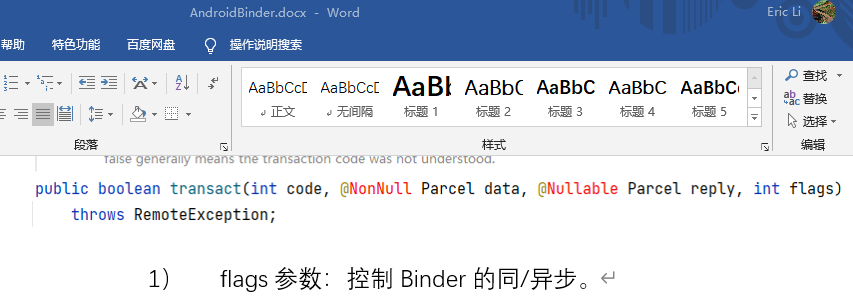 AndroidBinder.docx - Word
Eric Li
帮助 特色功能 百度网盘 操作说明搜索
AaBbCcD AaBbCcD AaBb AaBbC AaBbC AaBbC AaBbCc
正文 无间隔 标题 1 标题 2 标题 3 标题 4 标题 5
查找
替换
选择
段落 样式 编辑
false generally means the transaction code was not understood.
public boolean transact(int code, @NonNull Parcel data, @Nullable Parcel reply, int flags)
throws RemoteException;
1) flags 参数：控制 Binder 的同/异步。